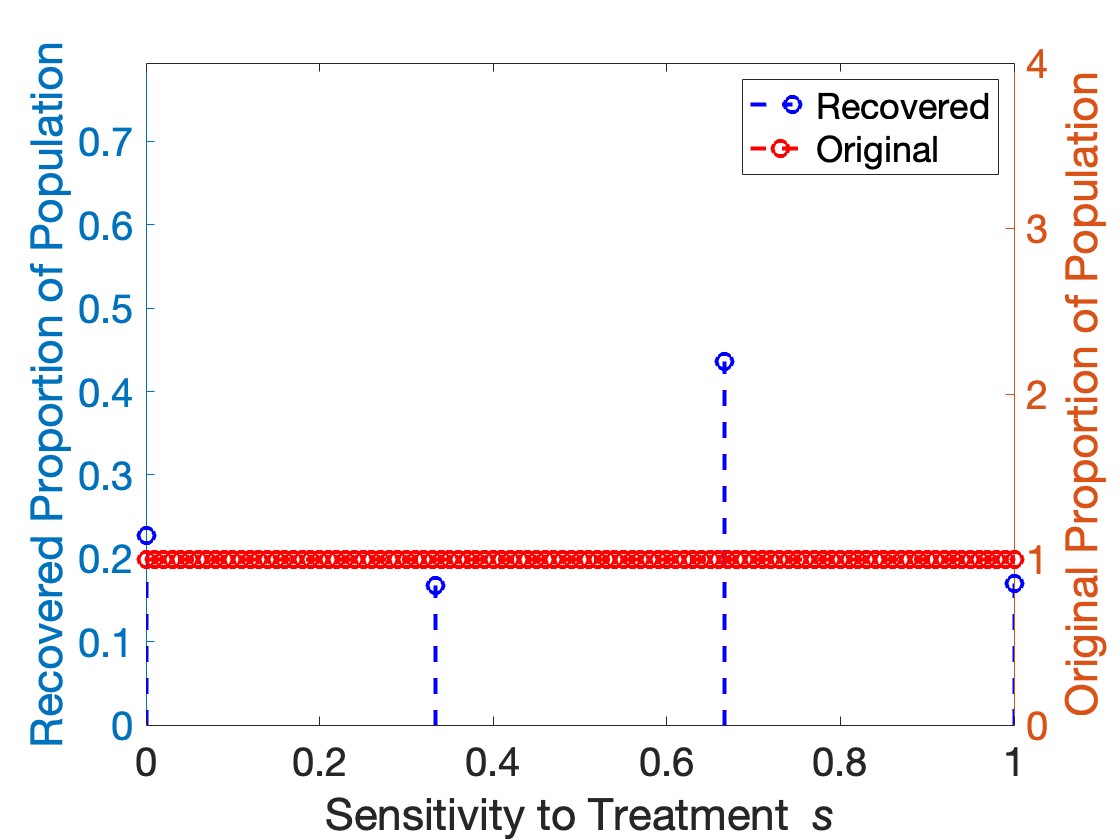 Recovered Proportion of Population
0.7
0.6
0.5
0.4
0.3
0.2
0.1
0
Recovered
Original
4
3
2
1
0
Original Proportion of Population
0 0.2 0.4 0.6 0.8 1
Sensitivity to Treatment s